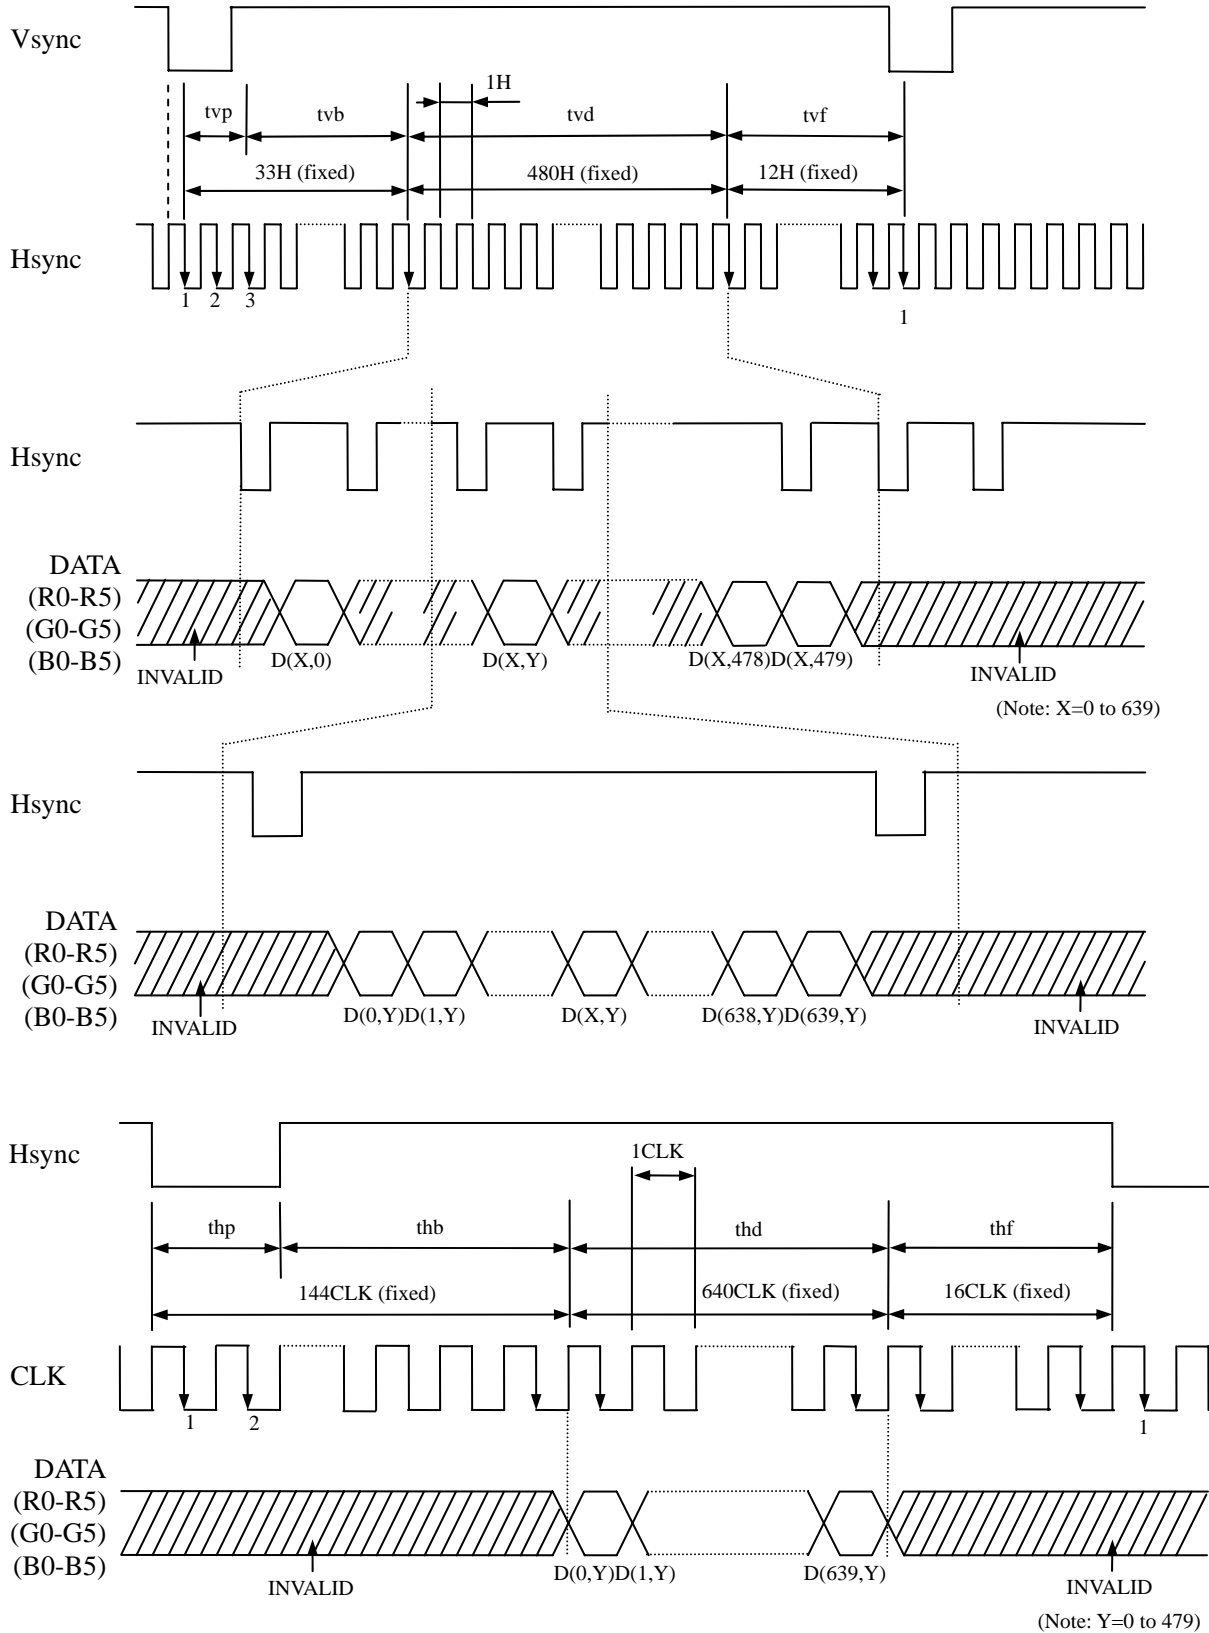 Vsync
1H
tvp
tvb
tvd
tvf
33H (fixed)
480H (fixed)
12H (fixed)
Hsync
1
2
3
1
Hsync
DATA
(R0-R5)
(G0-G5)
(B0-B5)
D(X,0)
D(X,Y)
D(X,478)D(X,479)
INVALID
INVALID
(Note: X=0 to 639)
Hsync
DATA
(R0-R5)
(G0-G5)
(B0-B5)
D(0,Y)D(1,Y)
D(X,Y)
D(638,Y)D(639,Y)
INVALID
INVALID
Hsync
1CLK
thp
thb
thd
thf
144CLK (fixed)
640CLK (fixed)
16CLK (fixed)
CLK
1
2
1
DATA
(R0-R5)
(G0-G5)
(B0-B5)
D(0,Y)D(1,Y)
D(639,Y)
INVALID
INVALID
(Note: Y=0 to 479)